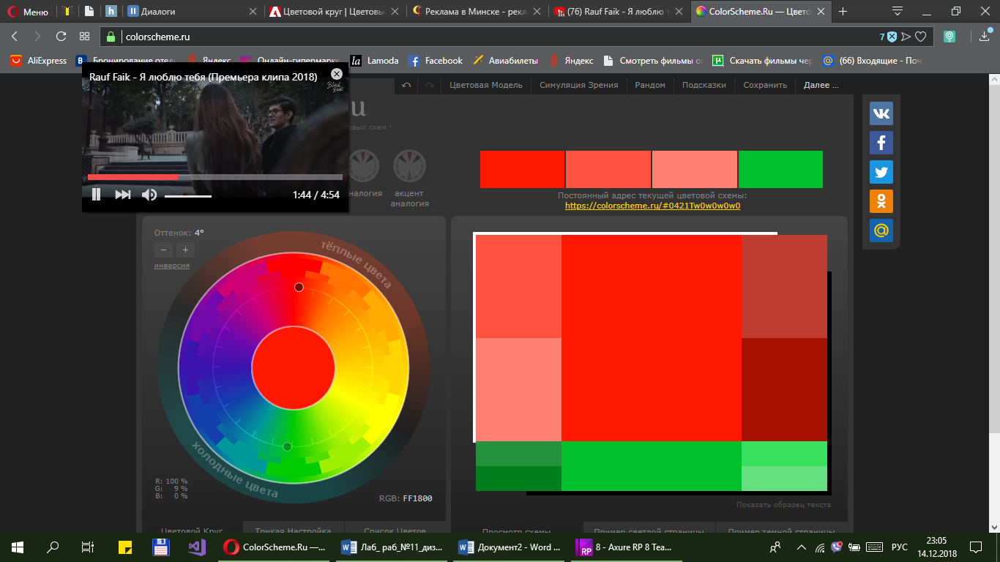 Меню
Диалоги
Цветовой круг | Цветовы
Реклама в Минске - рекл
(76) Rauf Faik - Я люблю т
ColorScheme.Ru — Цвето
colorscheme.ru
7
AliExpress
Бронирование отел
Яндекс
Онлайн-гипермарке
Lamoda
Facebook
Авиабилеты
Яндекс
Смотреть фильмы о
Скачать фильмы чер
(66) Входящие - Поч
Rauf Faik - Я люблю тебя (Премьера клипа 2018)
1:44 / 4:54
Цветовая Модель
Симуляция Зрения
Рандом
Подсказки
Сохранить
Далее ...
u
овых схем ·
налогия
акцент
аналогия
Постоянный адрес текущей цветовой схемы:
https://colorscheme.ru/#0421Tw0w0w0w0
Оттенок: 4°
инверсия
тёплые цвета
холодные цвета
R: 100 %
G: 9 %
B: 0 %
RGB: FF1800
Показать образец текста
Цветовой Круг
Тонкая Настройка
Список Цветов
Просмотр схемы
Пример светлой страницы
Пример темной страницы
ColorScheme.Ru —...
Лаб_ раб_№11_диз...
Документ2 - Word ...
8 - Axure RP 8 Tea...
РУС
23:05
14.12.2018